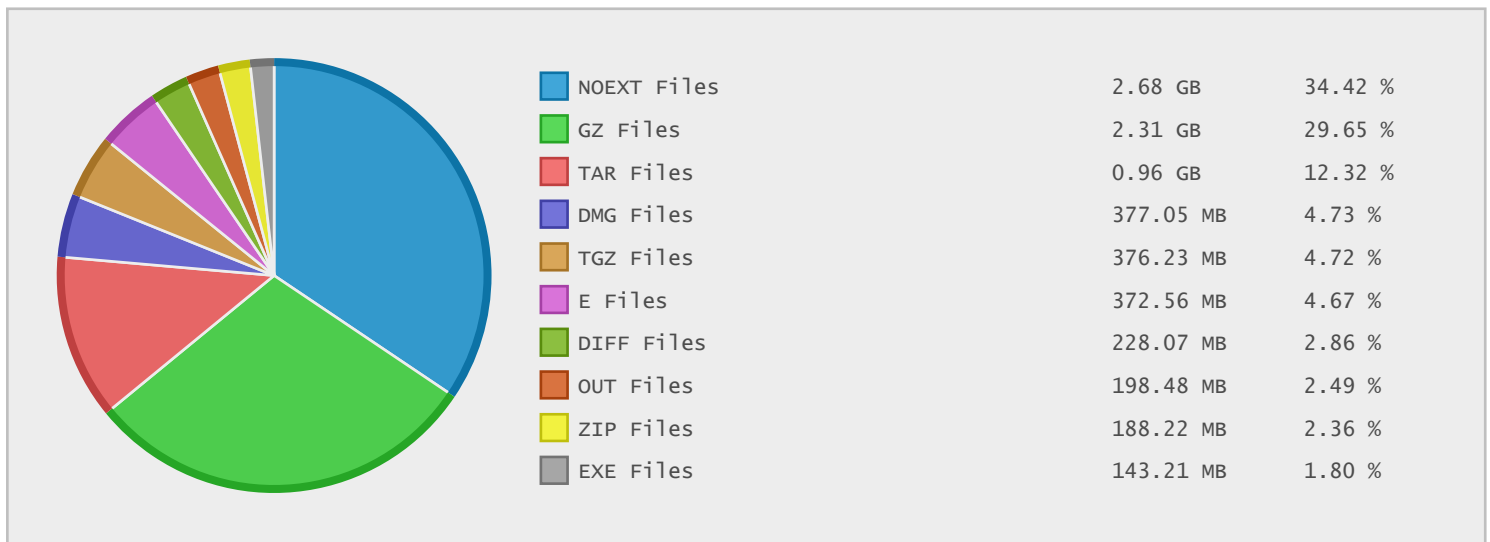 NOEXT Files 2.68 GB 34.42 %
GZ Files 2.31 GB 29.65 %
TAR Files 0.96 GB 12.32 %
DMG Files 377.05 MB 4.73 %
TGZ Files 376.23 MB 4.72 %
E Files 372.56 MB 4.67 %
DIFF Files 228.07 MB 2.86 %
OUT Files 198.48 MB 2.49 %
ZIP Files 188.22 MB 2.36 %
EXE Files 143.21 MB 1.80 %